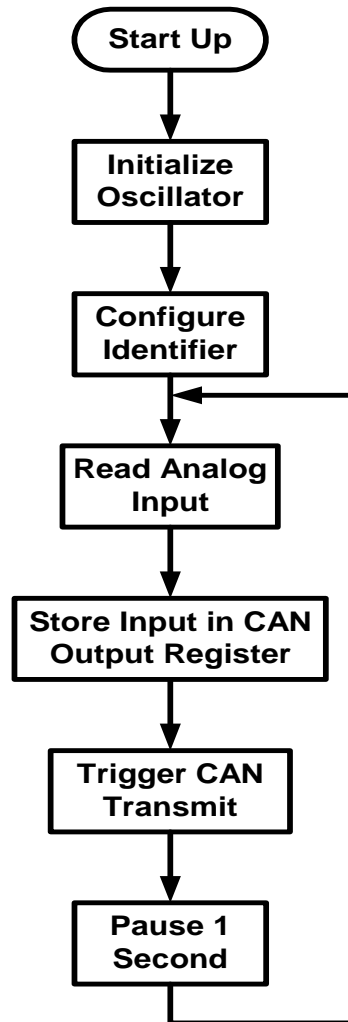 Start Up
Initialize
Oscillator
Configure
Identifier
Read Analog
Input
Store Input in CAN
Output Register
Trigger CAN
Transmit
Pause 1
Second